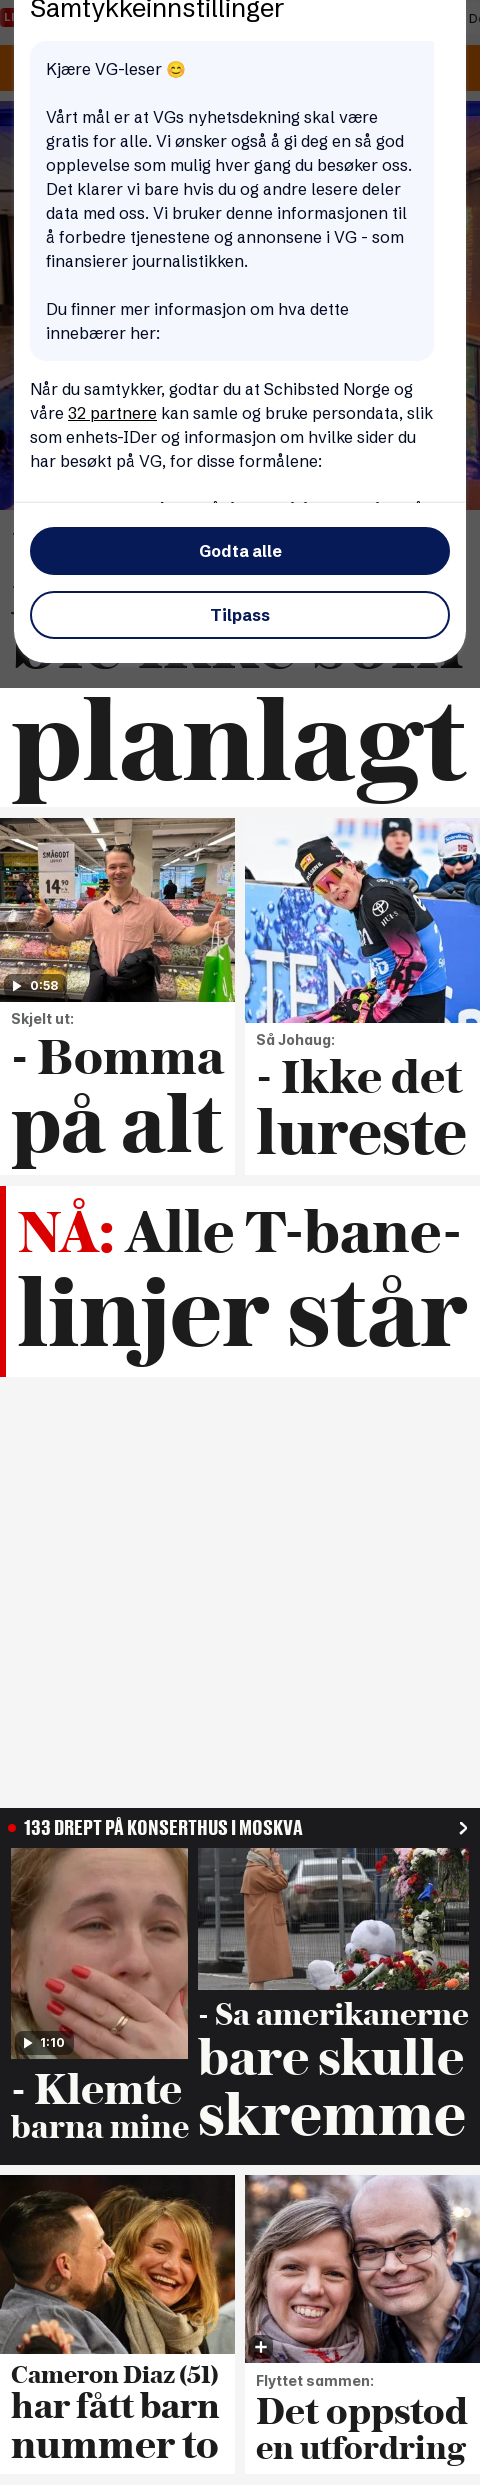 Samtykkeinnstillinger
Kjære VG-leser 😊
Vårt mål er at VGs nyhetsdekning skal være
gratis for alle. Vi ønsker også å gi deg en så god
opplevelse som mulig hver gang du besøker oss.
Det klarer vi bare hvis du og andre lesere deler
data med oss. Vi bruker denne informasjonen til
å forbedre tjenestene og annonsene i VG - som
finansierer journalistikken.
Du finner mer informasjon om hva dette
innebærer her:
Når du samtykker, godtar du at Schibsted Norge og
våre 32 partnere kan samle og bruke persondata, slik
som enhets-IDer og informasjon om hvilke sider du
har besøkt på VG, for disse formålene:
Godta alle
Tilpass
ble ikke som
planlagt
SMÅGODT
14 90
0:58
Skjelt ut:
- Bomma
på alt
Så Johaug:
- Ikke det
lureste
NÅ: Alle T-bane-
linjer står
133 DREPT PÅ KONSERTHUS I MOSKVA
1:10
- Klemte
barna mine
- Sa amerikanerne
bare skulle
skremme
Cameron Diaz (51)
har fått barn
nummer to
Flyttet sammen:
Det oppstod
en utfordring